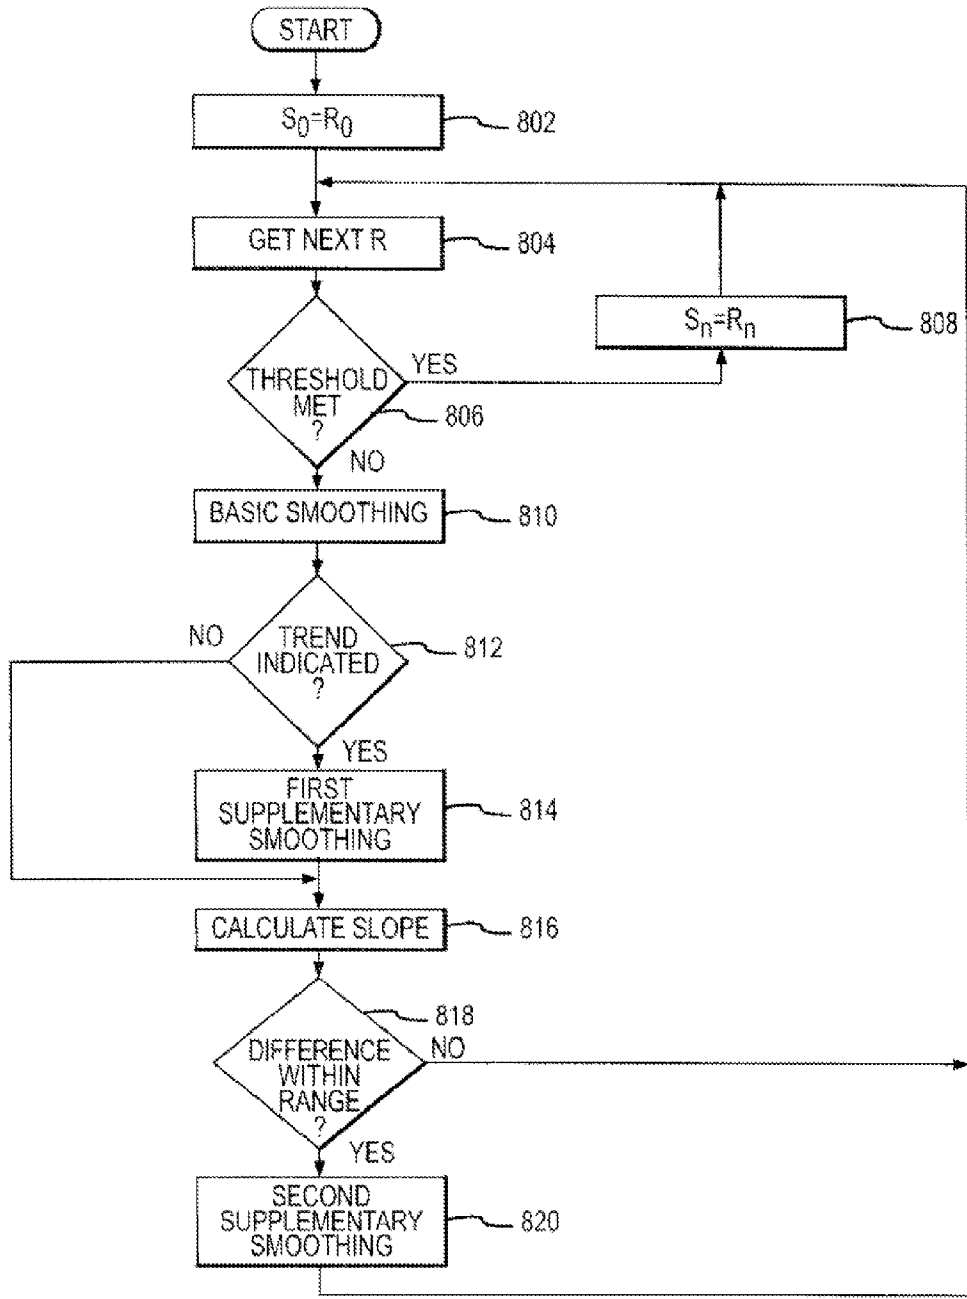 START
S0=R0
802
GET NEXT R
804
Sn=Rn
808
YES
THRESHOLD
MET
?
806
NO
BASIC SMOOTHING
810
NO
TREND
INDICATED
?
812
YES
FIRST
SUPPLEMENTARY
SMOOTHING
814
CALCULATE SLOPE
816
818
DIFFERENCE
WITHIN
RANGE
?
NO
YES
SECOND
SUPPLEMENTARY
SMOOTHING
820